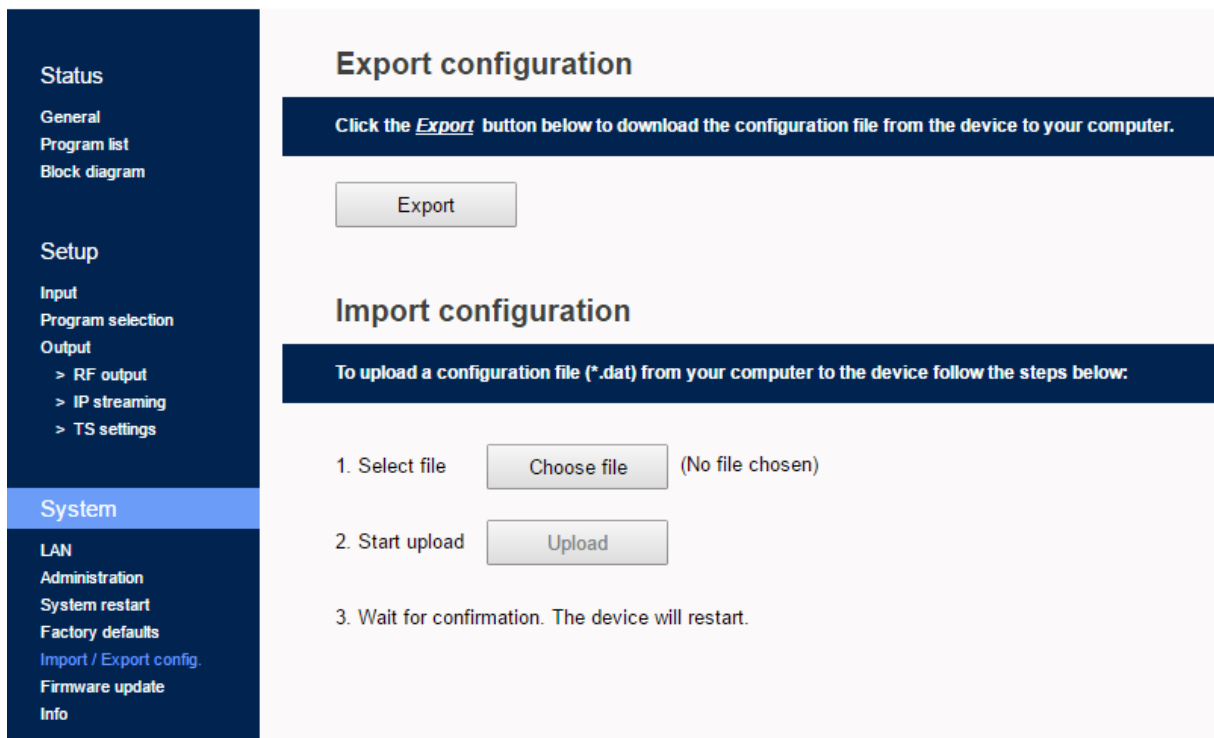 Status
General
Program list
Block diagram
Setup
Input
Program selection
Output
> RF output
> IP streaming
> TS settings
System
LAN
Administration
System restart
Factory defaults
Import / Export config.
Firmware update
Info
Export configuration
Click the Export button below to download the configuration file from the device to your computer.
Export
Import configuration
To upload a configuration file (*.dat) from your computer to the device follow the steps below:
1. Select file Choose file (No file chosen)
2. Start upload Upload
3. Wait for confirmation. The device will restart.